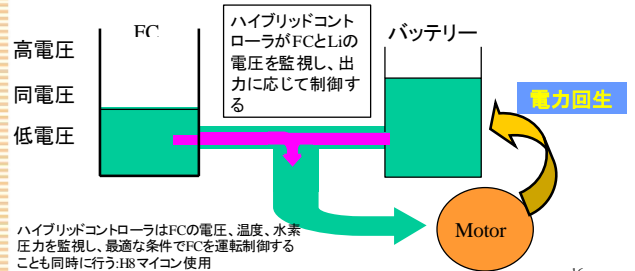 FC
ハイブリッドコント
ローラがFCとLiの
電圧を監視し、出
力に応じて制御す
る
バッテリー
高電圧
同電圧
低電圧
電力回生
Motor
ハイブリッドコントローラはFCの電圧、温度、水素
圧力を監視し、最適な条件でFCを運転制御する
ことも同時に行う:H8マイコン使用